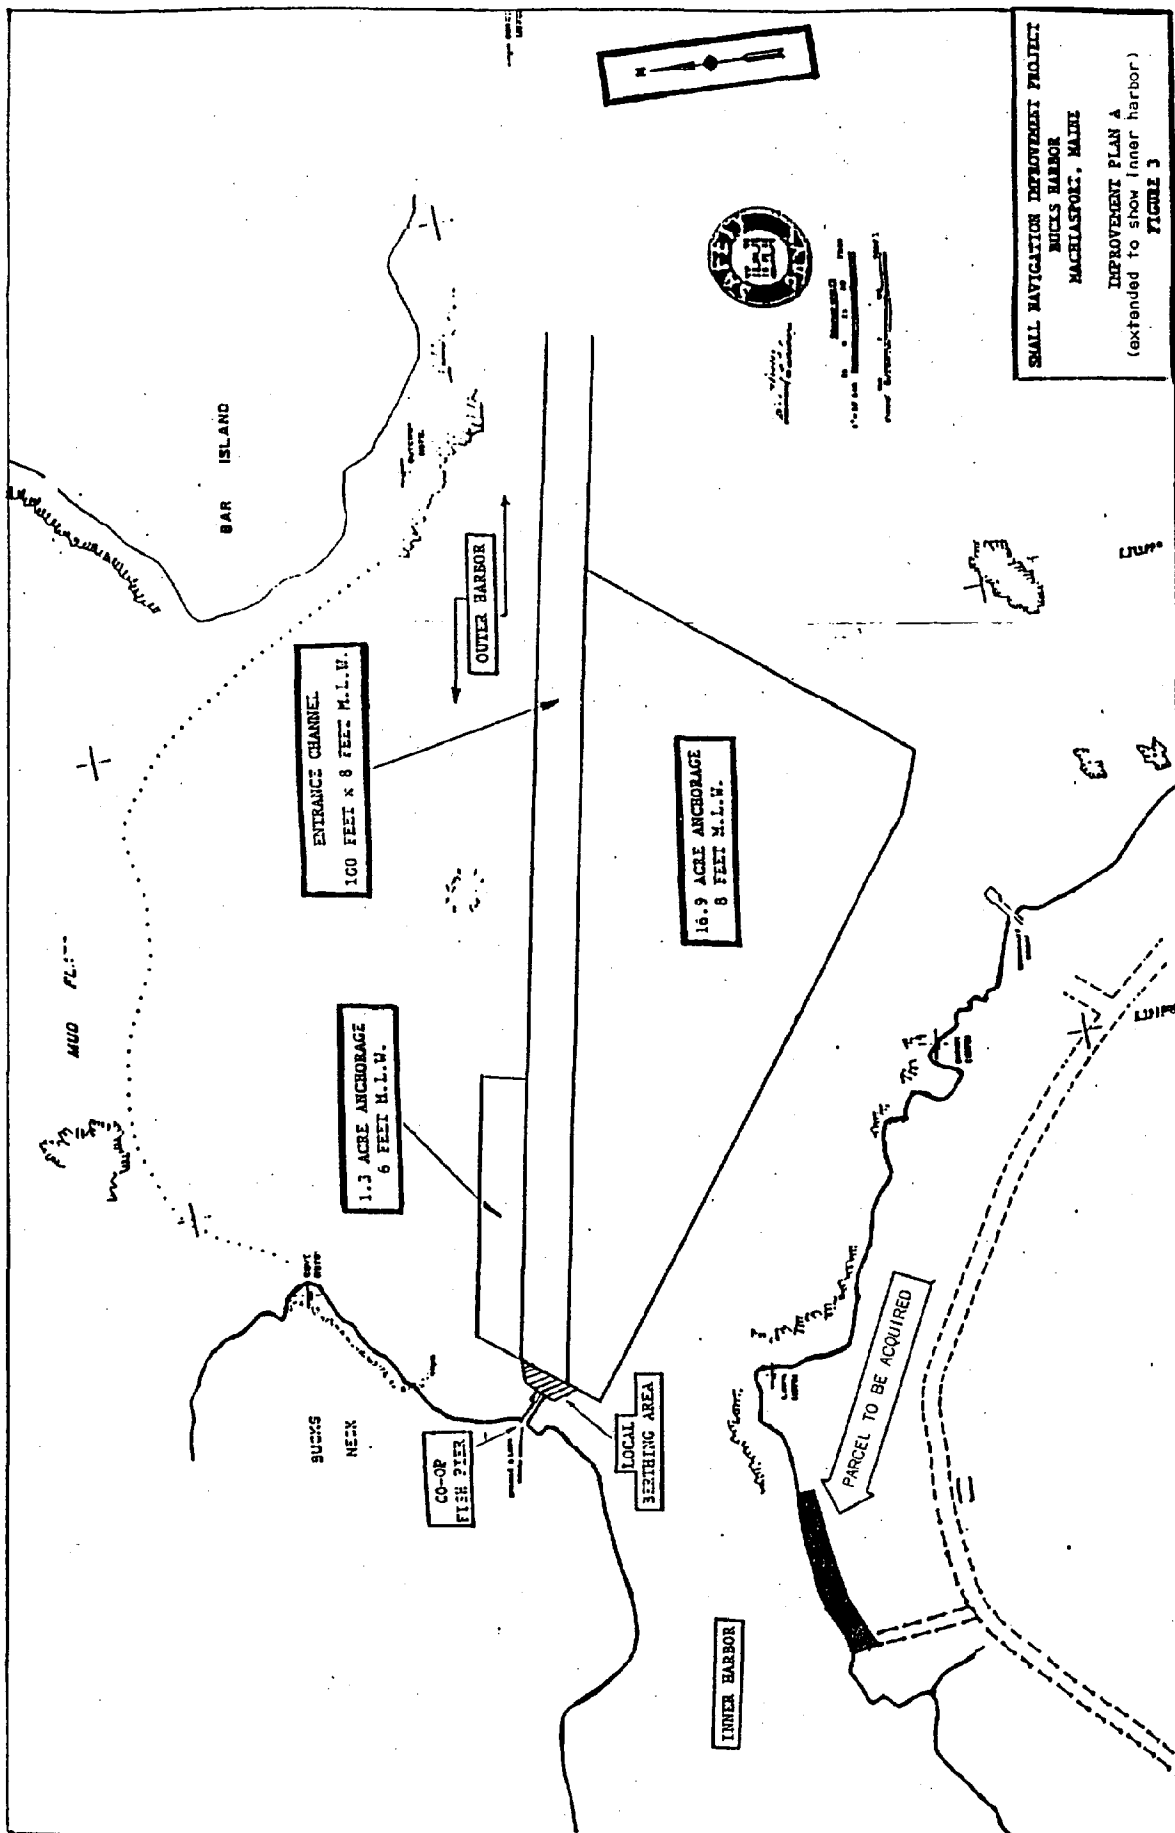 BAR ISLAND
MUD
ENTRANCE CHANNEL
100 FEET x 8 FEET M.L.W.
OUTER HARBOR
1.3 ACRE ANCHORAGE
6 FEET M.L.W.
16.9 ACRE ANCHORAGE
8 FEET M.L.W.
BUCKS
NECK
CO-OP
FISH PIER
LOCAL
BERTHING AREA
INNER HARBOR
PARCEL TO BE ACQUIRED
N
SMALL NAVIGATION IMPROVEMENT PROJECT
BUCKS HARBOR
MACHIASPORT, MAINE
IMPROVEMENT PLAN A
(extended to show inner harbor)
FIGURE 3